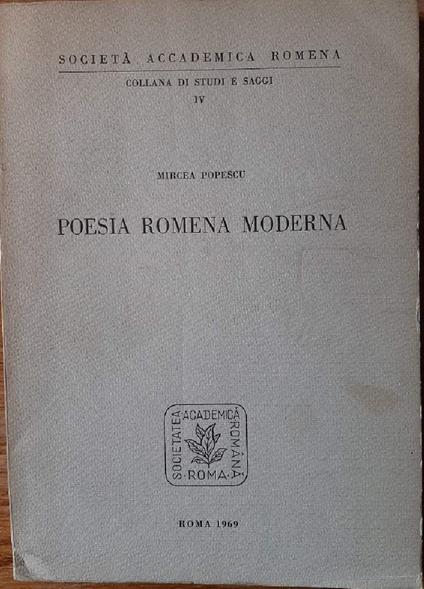 SOCIETÀ ACCADEMICA ROMENA
COLLANA DI STUDI E SAGGI
IV
MIRCEA POPESCU
POESIA ROMENA MODERNA
SOCIETATEA ACADEMICĂ ROMÂNĂ
· ROMA ·
ROMA 1969